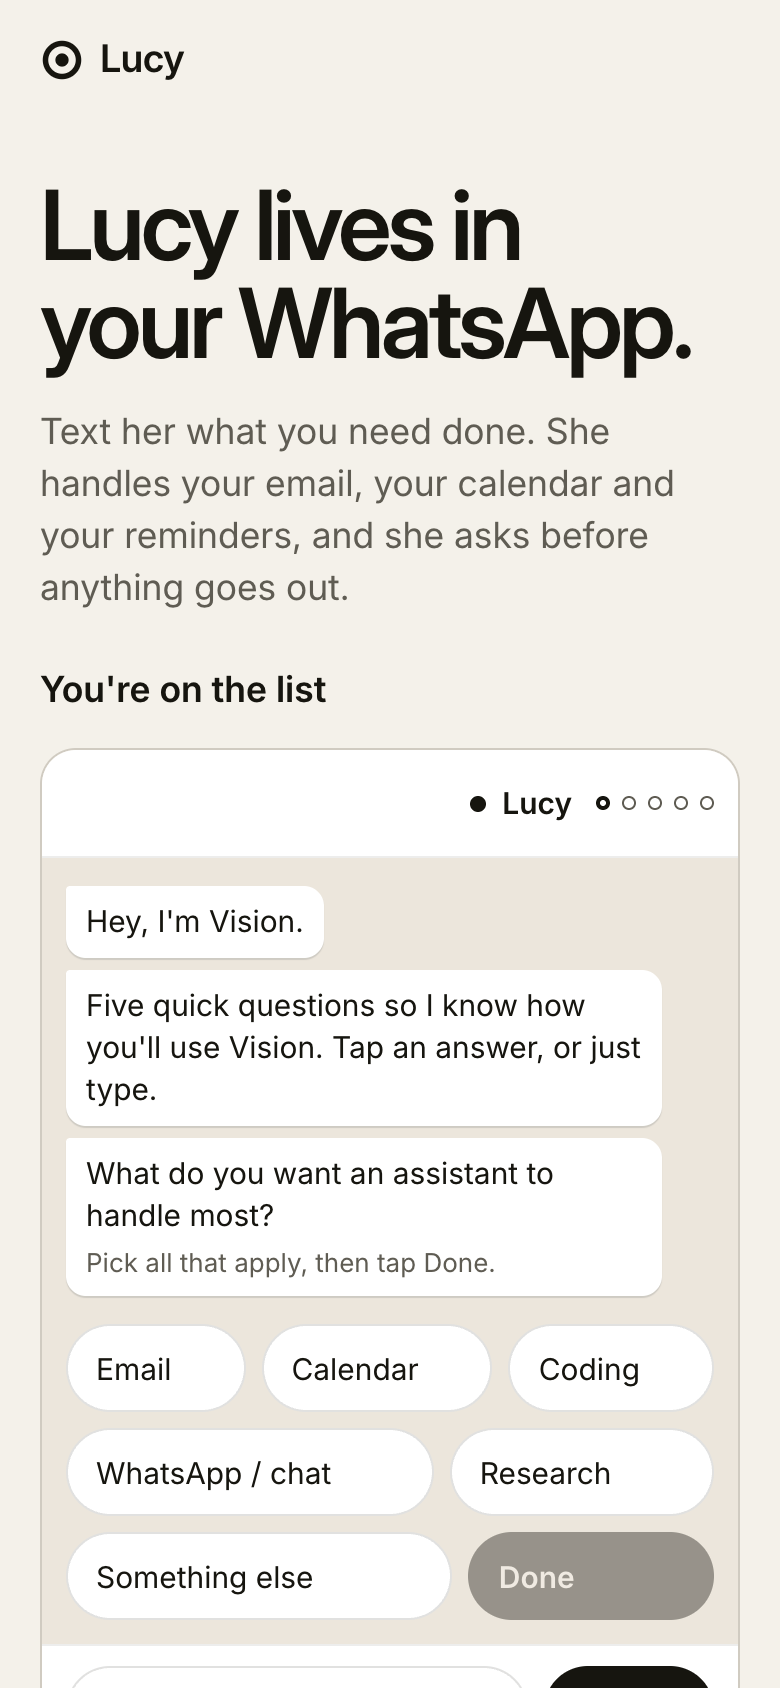 Lucy
Lucy lives in
your WhatsApp.
Text her what you need done. She
handles your email, your calendar and
your reminders, and she asks before
anything goes out.
You're on the list
Lucy
Hey, I'm Vision.
Five quick questions so I know how
you'll use Vision. Tap an answer, or just
type.
What do you want an assistant to
handle most?
Pick all that apply, then tap Done.
Email
Calendar
Coding
WhatsApp / chat
Research
Something else
Done